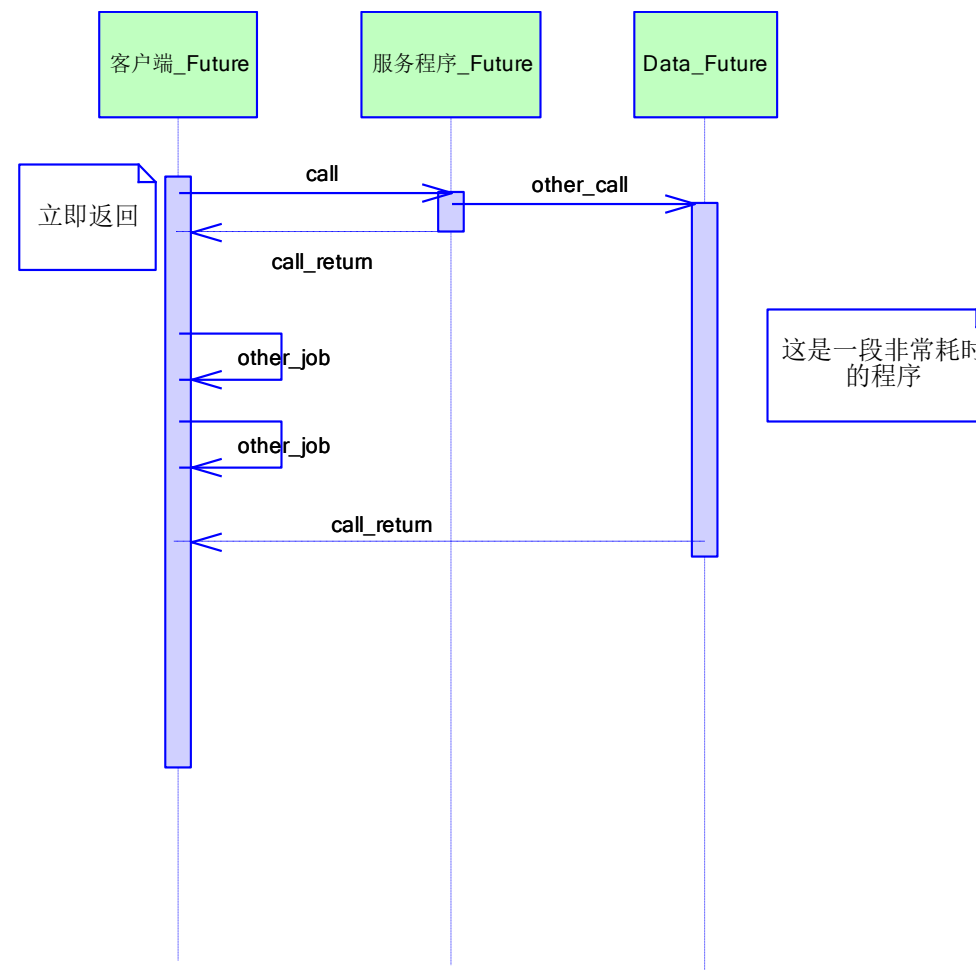 客户端_Future
服务程序_Future
Data_Future
立即返回
call
other_call
call_return
other_job
这是一段非常耗时
的程序
other_job
call_return